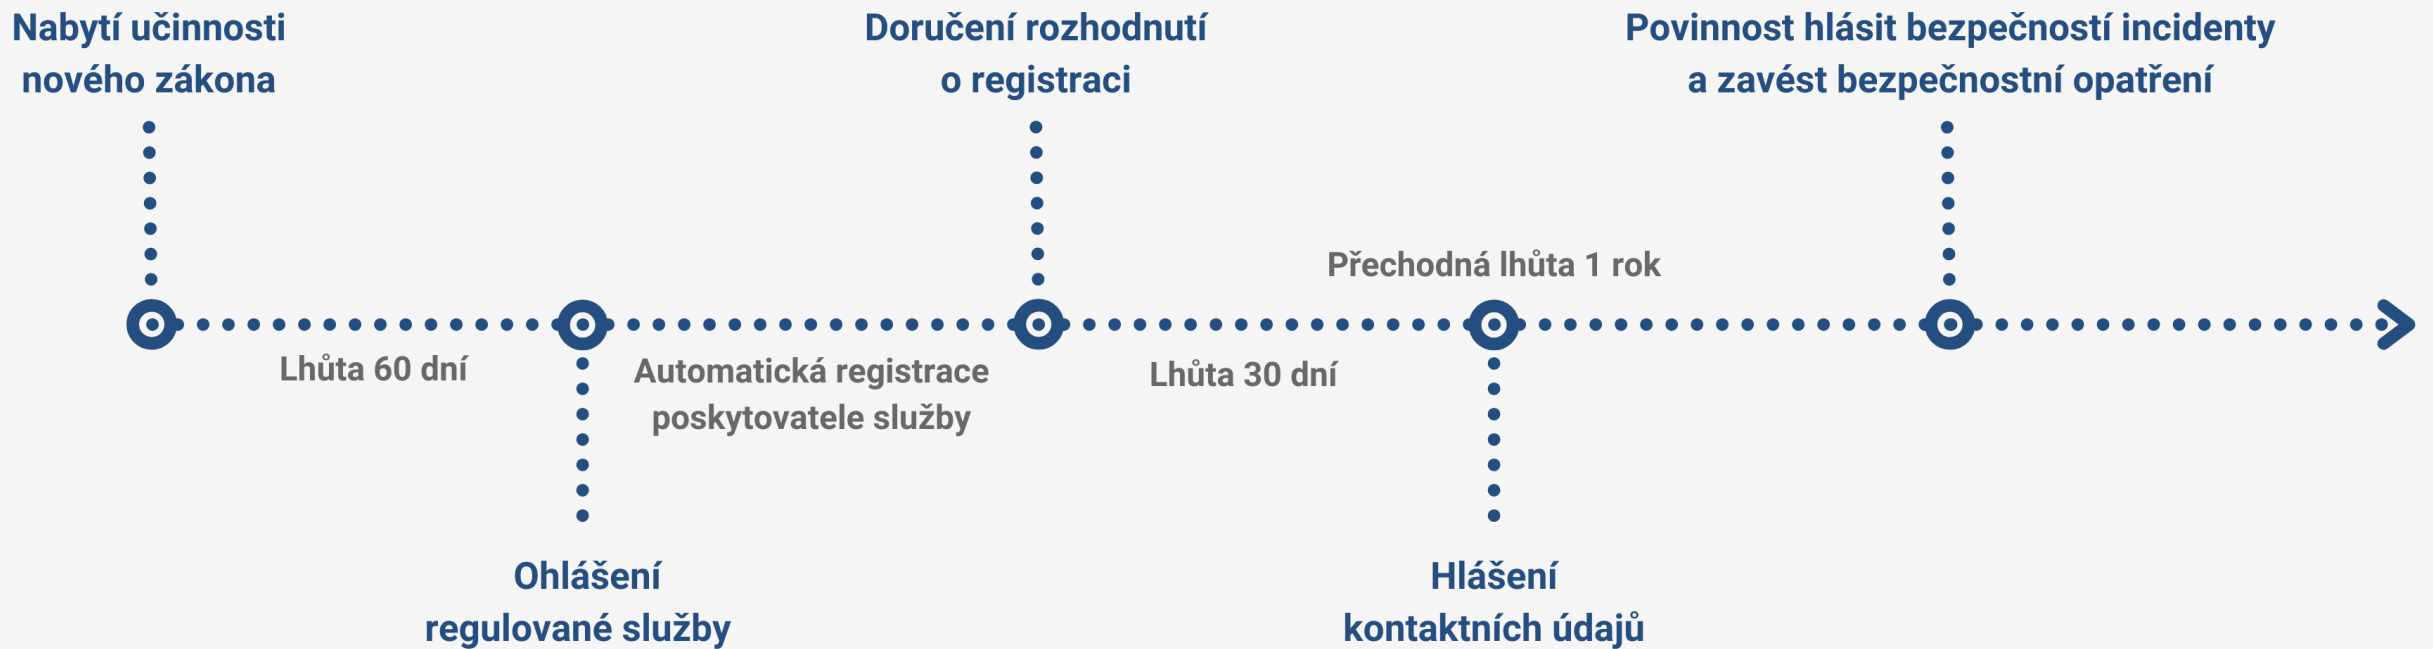 Nabytí učinnosti
nového zákona
Doručení rozhodnutí
o registraci
Povinnost hlásit bezpečností incidenty
a zavést bezpečnostní opatření
Přechodná lhůta 1 rok
Lhůta 60 dní
Automatická registrace
poskytovatele služby
Lhůta 30 dní
Ohlášení
regulované služby
Hlášení
kontaktních údajů